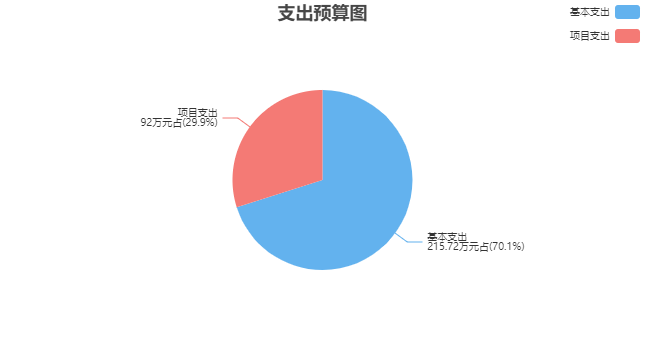 支出预算图
基本支出
项目支出
项目支出
92万元占(29.9%)
基本支出
215.72万元占(70.1%)